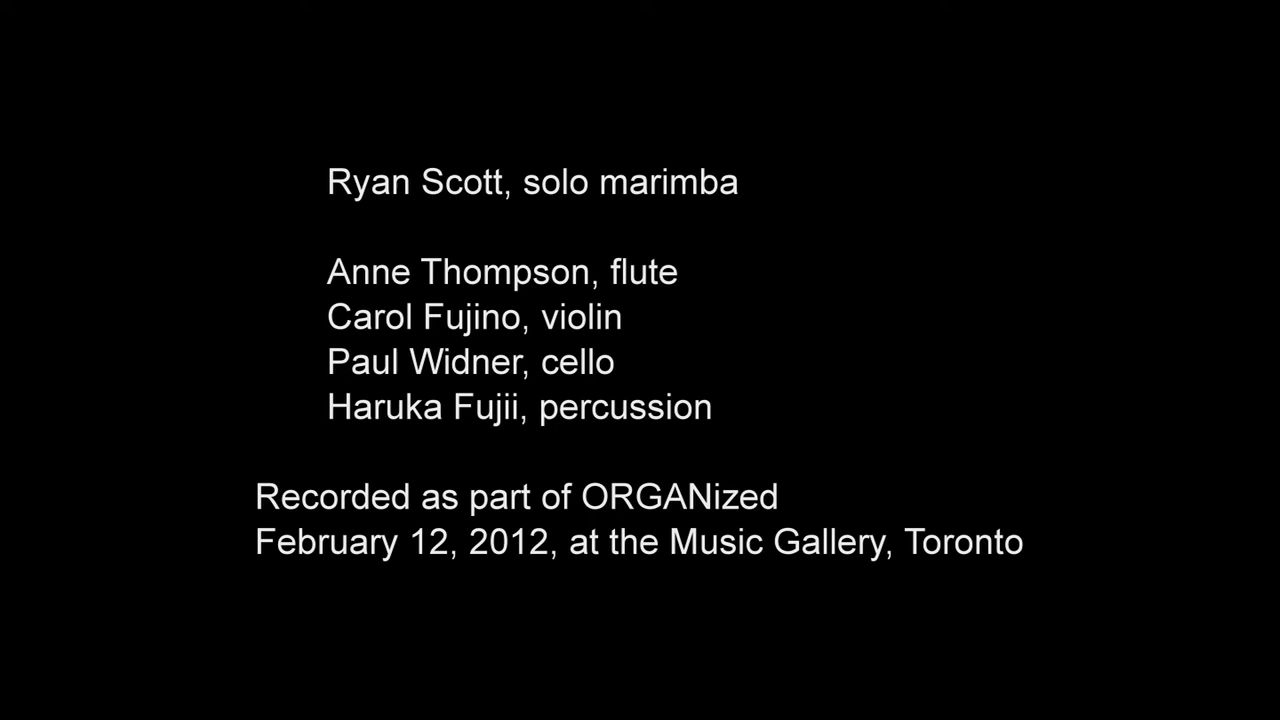 Ryan Scott, solo marimba
Anne Thompson, flute
Carol Fujino, violin
Paul Widner, cello
Haruka Fujii, percussion
Recorded as part of ORGANized
February 12, 2012, at the Music Gallery, Toronto